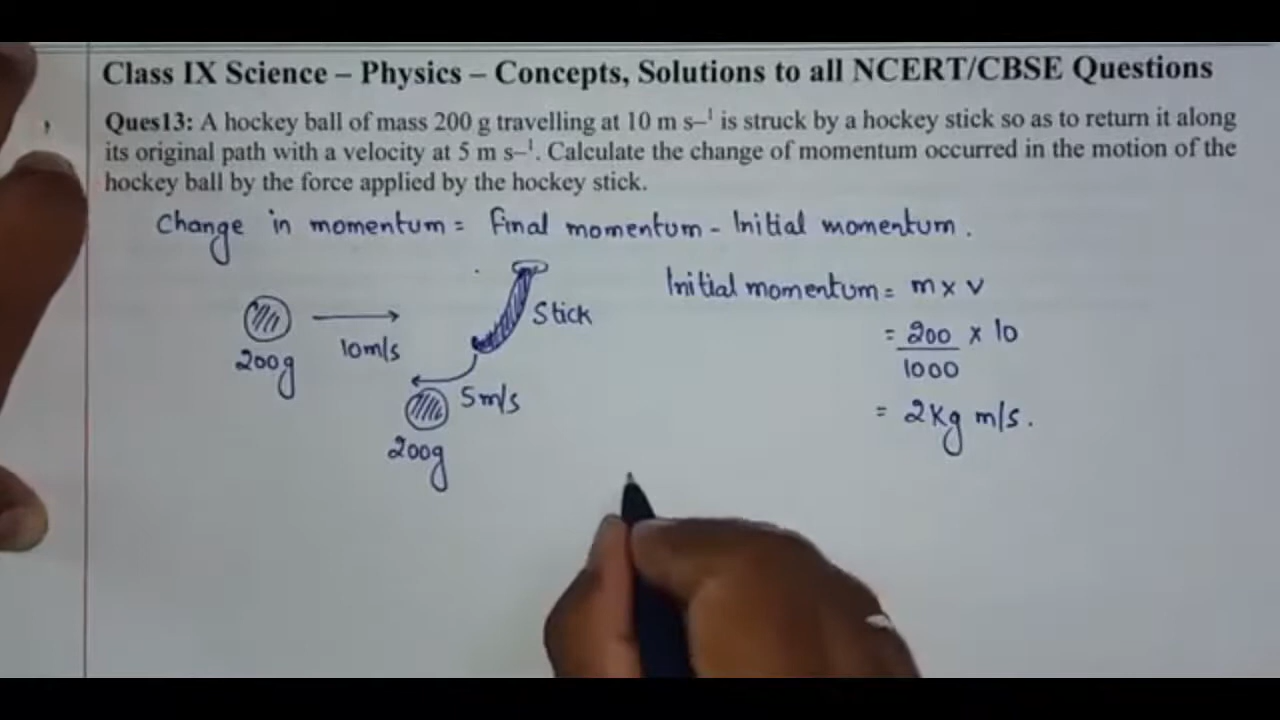 Class IX Science – Physics – Concepts, Solutions to all NCERT/CBSE Questions
Ques13: A hockey ball of mass 200 g travelling at 10 m s–¹ is struck by a hockey stick so as to return it along
its original path with a velocity at 5 m s–¹. Calculate the change of momentum occurred in the motion of the
hockey ball by the force applied by the hockey stick.
Change in momentum = Final momentum - Initial momentum.
Initial momentum = m x v
Stick
200g
10m/s
= 200/1000 x 10
5m/s
200g
= 2kg m/s.